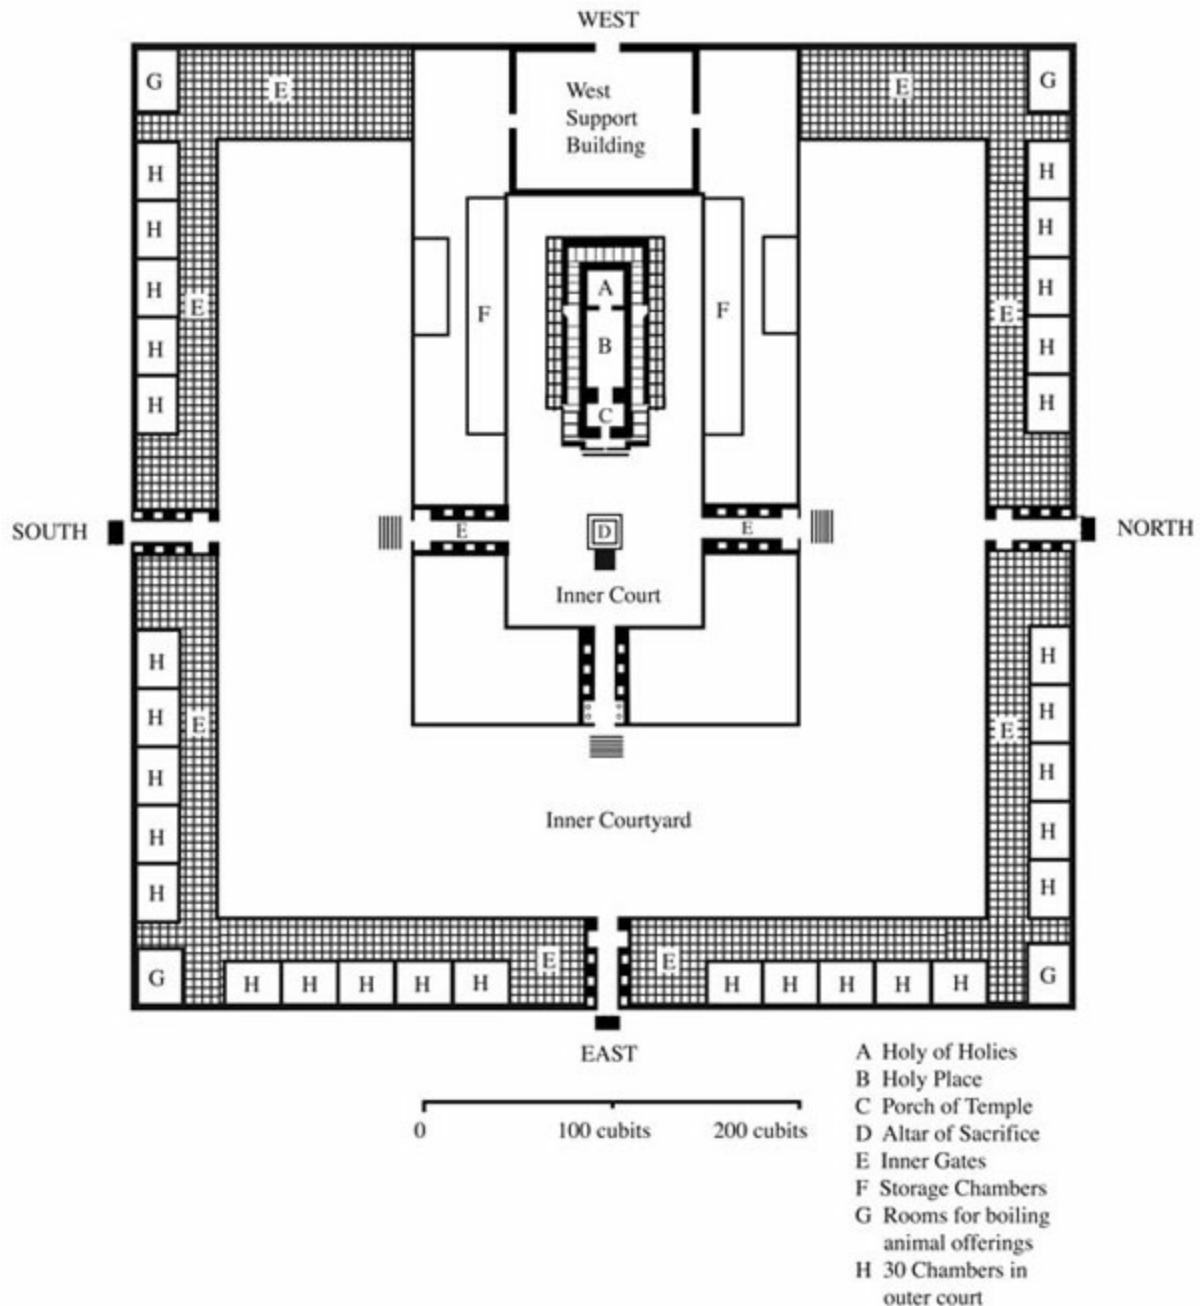 WEST
G
E
E
G
West
Support
Building
H
H
H
H
H
H
A
E
F
F
E
B
H
H
H
H
C
SOUTH
E
D
E
NORTH
Inner Court
H
H
H
H
E
E
H
H
Inner Courtyard
H
H
H
H
E
E
G
G
H
H
H
H
H
H
H
H
H
H
EAST
A Holy of Holies
B Holy Place
C Porch of Temple
0
100 cubits
200 cubits
D Altar of Sacrifice
E Inner Gates
F Storage Chambers
G Rooms for boiling
animal offerings
H 30 Chambers in
outer court